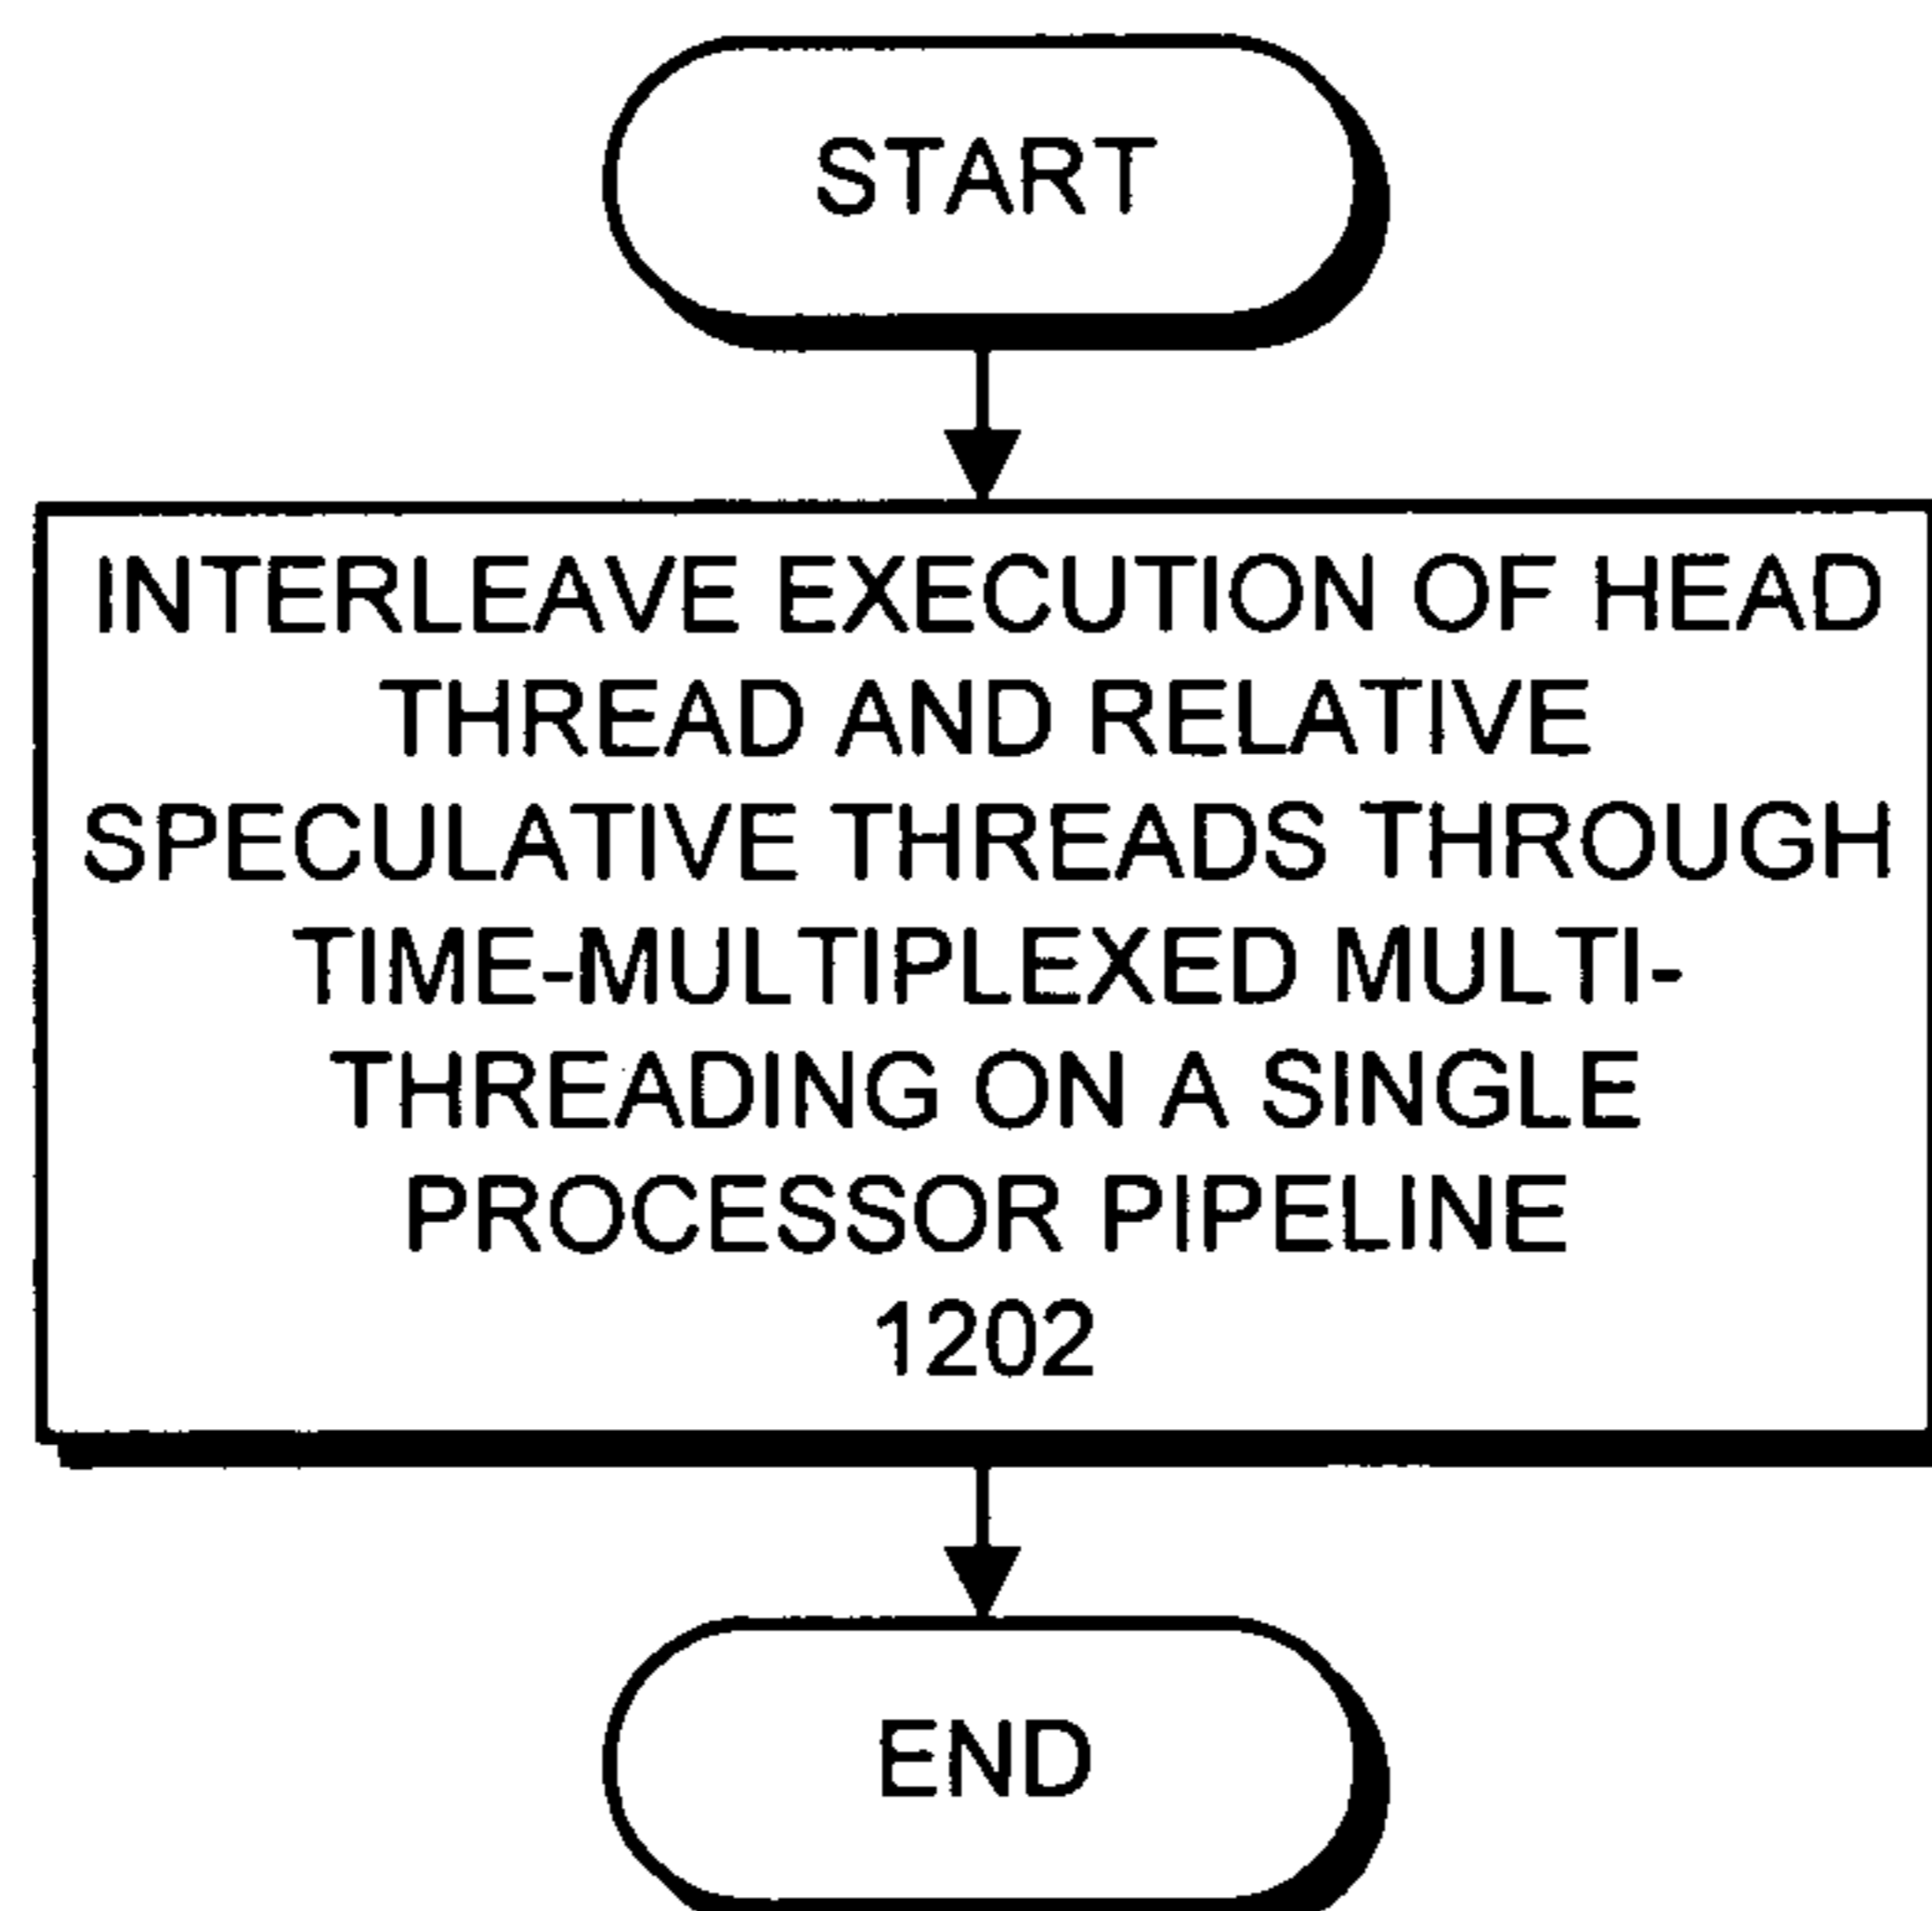 START
INTERLEAVE EXECUTION OF HEAD
THREAD AND RELATIVE
SPECULATIVE THREADS THROUGH
TIME-MULTIPLEXED MULTI-
THREADING ON A SINGLE
PROCESSOR PIPELINE
1202
END